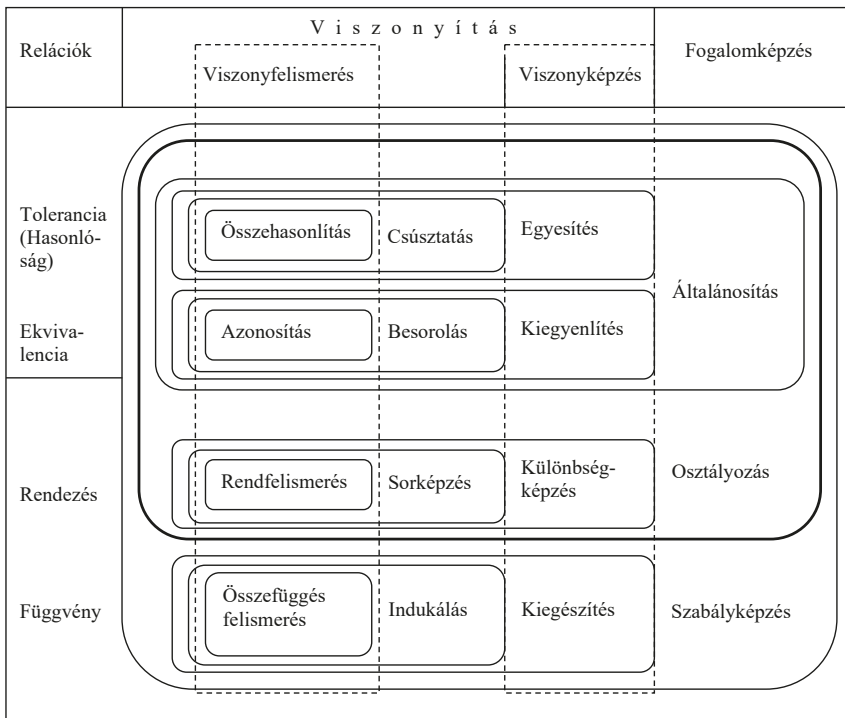 Relációk
V i s z o n y í t á s
Viszonyfelismerés
Viszonyképzés
Fogalomképzés
Tolerancia
(Hasonló-
ság)
Összehasonlítás
Csúsztatás
Egyesítés
Általánosítás
Ekviva-
lencia
Azonosítás
Besorolás
Kiegyenlítés
Rendezés
Rendfelismerés
Sorképzés
Különbség-
képzés
Osztályozás
Függvény
Összefüggés
felismerés
Indukálás
Kiegészítés
Szabályképzés